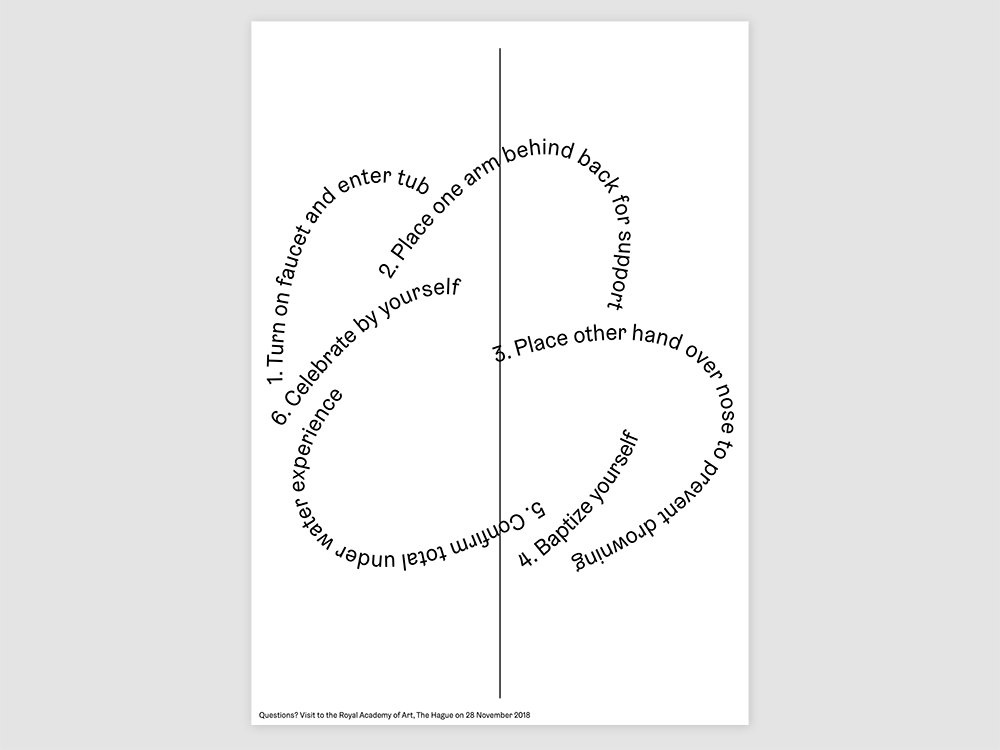 1. Turn on faucet and enter tub
2. Place one arm behind back for support
3. Place other hand over nose to prevent drowning
4. Baptize yourself
5. Confirm total under water experience
6. Celebrate by yourself
Questions? Visit to the Royal Academy of Art, The Hague on 28 November 2018